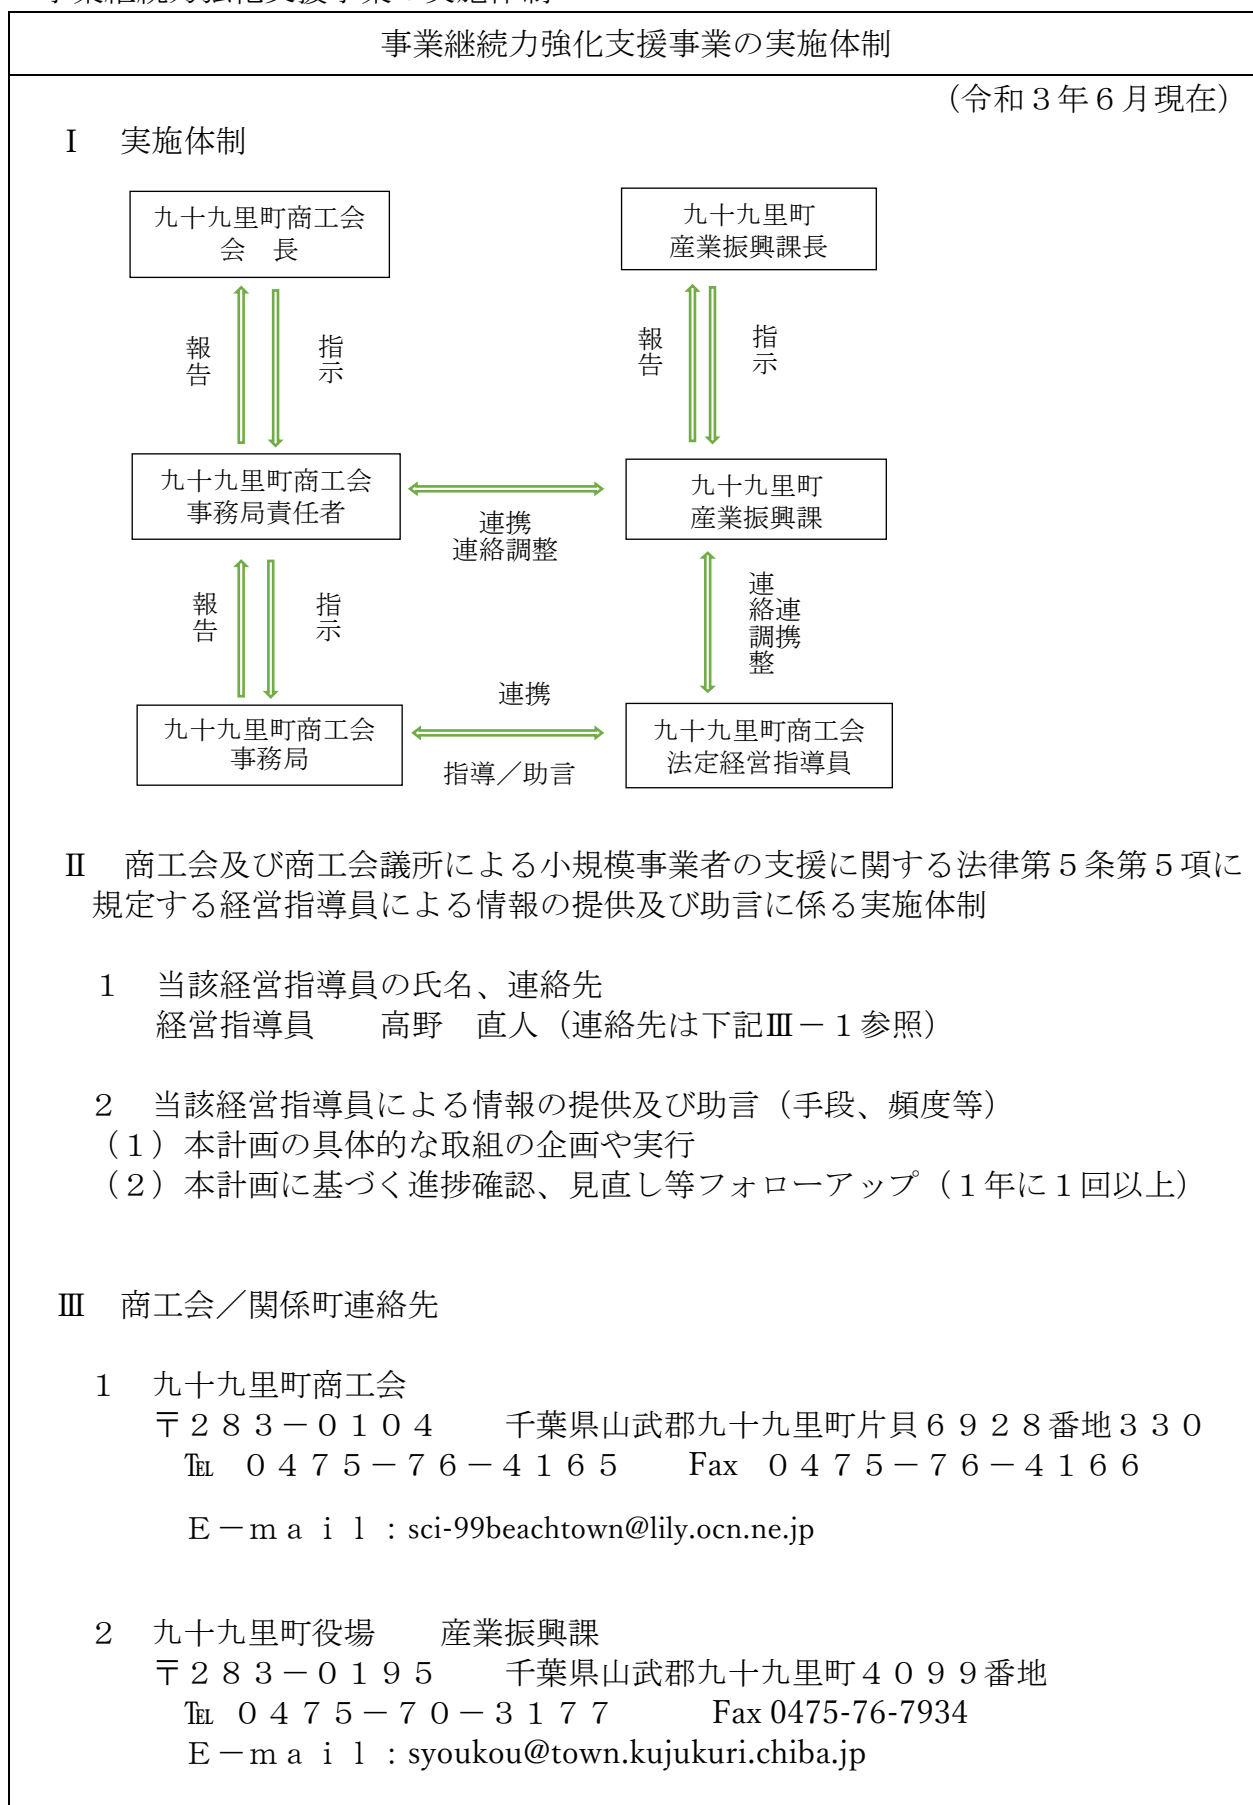 事業継続力強化支援事業の実施体制
（令和３年６月現在）
Ⅰ　実施体制
九十九里町商工会
会　長
九十九里町
産業振興課長
報告
指示
報告
指示
九十九里町商工会
事務局責任者
連携
連絡調整
九十九里町
産業振興課
報告
指示
連携
連絡調整
九十九里町商工会
事務局
連携
指導／助言
九十九里町商工会
法定経営指導員
Ⅱ　商工会及び商工会議所による小規模事業者の支援に関する法律第５条第５項に
規定する経営指導員による情報の提供及び助言に係る実施体制
１　当該経営指導員の氏名、連絡先
経営指導員　　高野　直人（連絡先は下記Ⅲ－１参照）
２　当該経営指導員による情報の提供及び助言（手段、頻度等）
（１）本計画の具体的な取組の企画や実行
（２）本計画に基づく進捗確認、見直し等フォローアップ（１年に１回以上）
Ⅲ　商工会／関係町連絡先
１　九十九里町商工会
〒２８３－０１０４　　千葉県山武郡九十九里町片貝６９２８番地３３０
℡　０４７５－７６－４１６５　　Fax　０４７５－７６－４１６６
Ｅ－ｍａｉｌ：sci-99beachtown@lily.ocn.ne.jp
２　九十九里町役場　　産業振興課
〒２８３－０１９５　　千葉県山武郡九十九里町４０９９番地
℡　０４７５－７０－３１７７　　　Fax 0475-76-7934
Ｅ－ｍａｉｌ：syoukou@town.kujukuri.chiba.jp